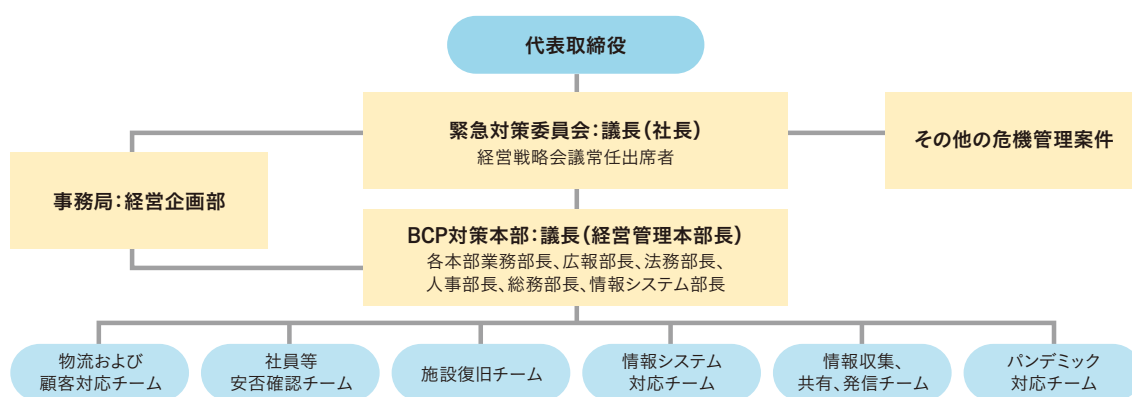 代表取締役
緊急対策委員会：議長（社長）
経営戦略会議常任出席者
その他の危機管理案件
事務局：経営企画部
BCP対策本部：議長（経営管理本部長）
各本部業務部長、広報部長、法務部長、
人事部長、総務部長、情報システム部長
物流および
顧客対応チーム
社員等
安否確認チーム
施設復旧チーム
情報システム
対応チーム
情報収集、
共有、発信チーム
パンデミック
対応チーム